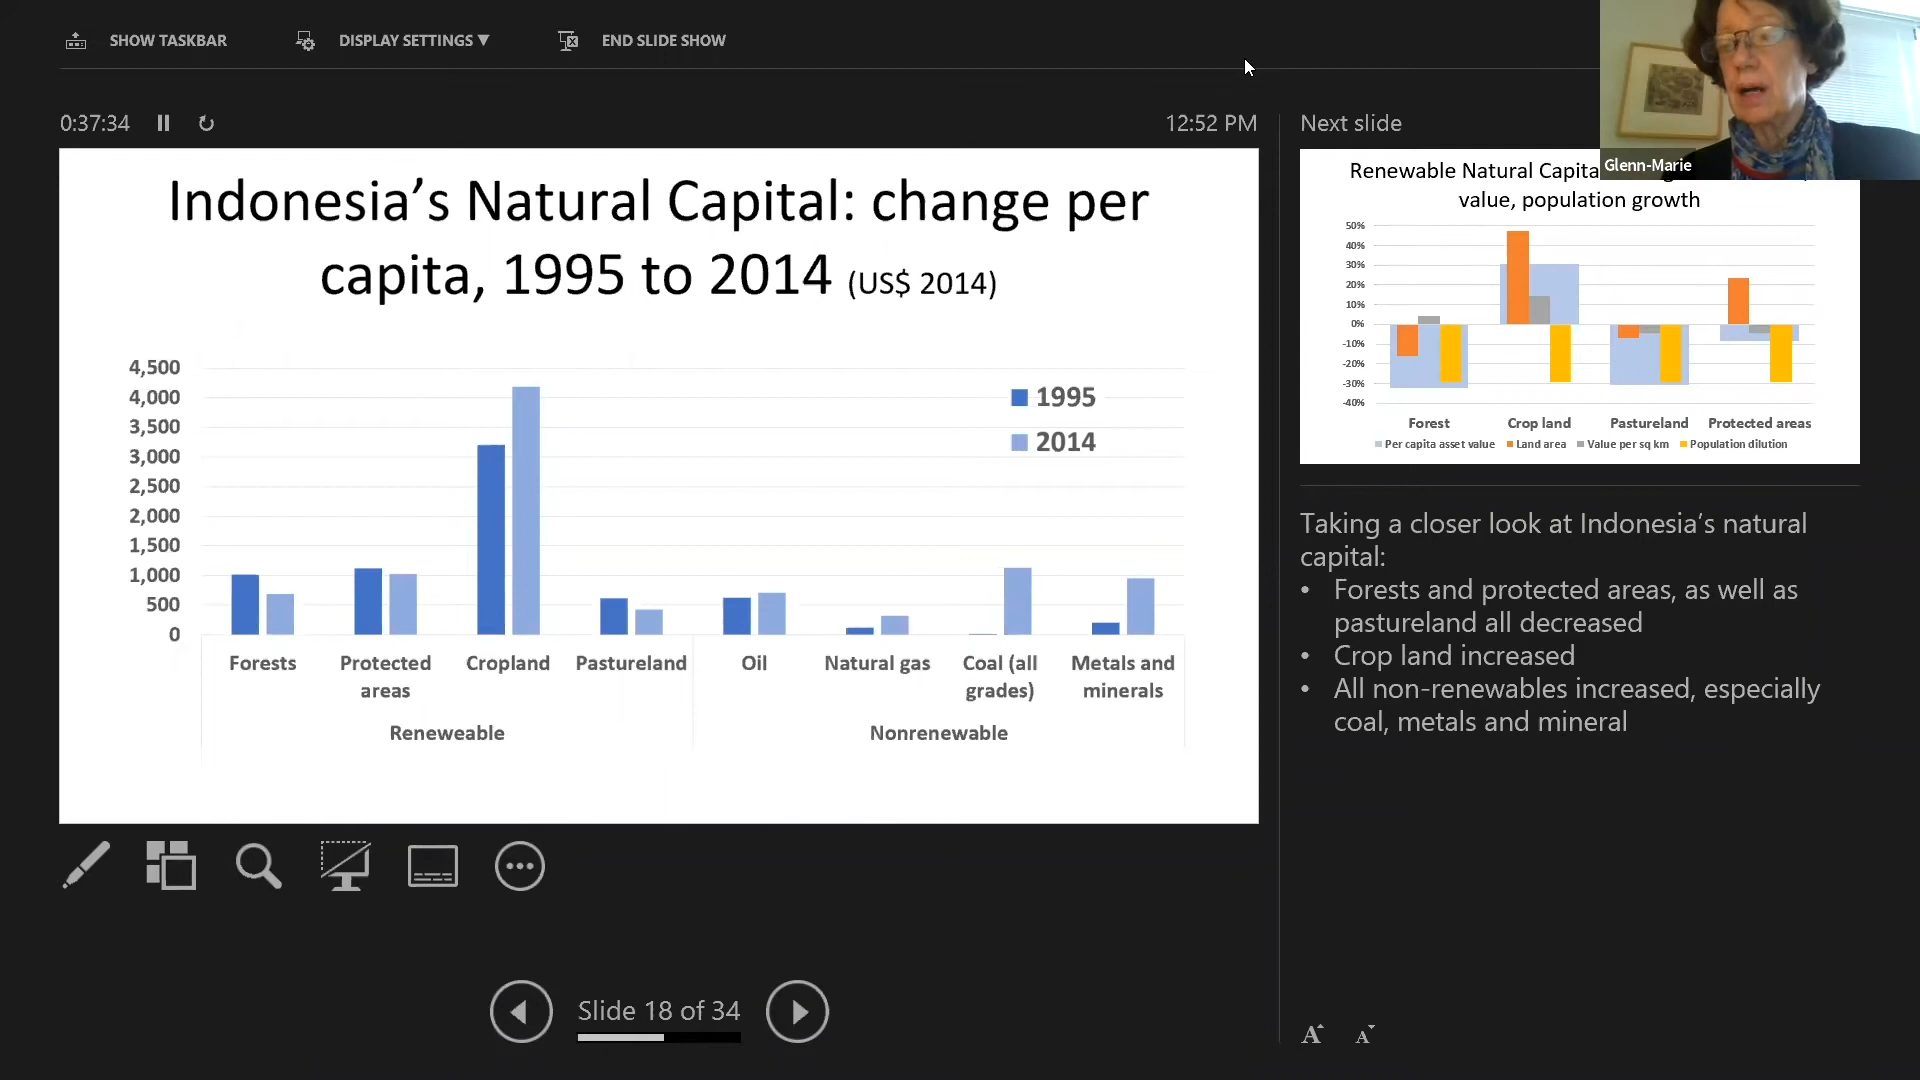 SHOW TASKBAR
DISPLAY SETTINGS ▼
END SLIDE SHOW
0:37:34
12:52 PM
Next slide
Glenn-Marie
Indonesia’s Natural Capital: change per
capita, 1995 to 2014 (US$ 2014)
4,500
4,000
3,500
3,000
2,500
2,000
1,500
1,000
500
0
1995
2014
Forests
Protected
areas
Cropland
Pastureland
Oil
Natural gas
Coal (all
grades)
Metals and
minerals
Reneweable
Nonrenewable
Slide 18 of 34
Renewable Natural Capita
value, population growth
50%
40%
30%
20%
10%
0%
-10%
-20%
-30%
-40%
Forest
Crop land
Pastureland
Protected areas
Per capita asset value
Land area
Value per sq km
Population dilution
Taking a closer look at Indonesia’s natural
capital:
• Forests and protected areas, as well as
pastureland all decreased
• Crop land increased
• All non-renewables increased, especially
coal, metals and mineral
A A